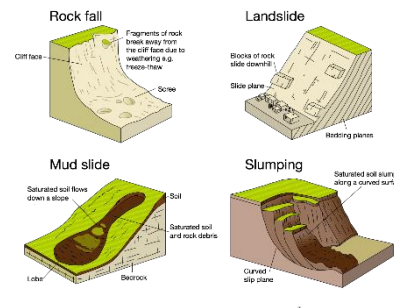 Rock fall
Fragments of rock
break away from
the cliff face due to
weathering e.g.
freeze-thaw
Cliff face
Scree
Landslide
Blocks of rock
slide downhill
Slide plane
Bedding planes
Mud slide
Saturated soil flows
down a slope
Soil
Saturated soil
and rock debris
Lobe
Bedrock
Slumping
Saturated soil slum
along a curved surf
Curved
slip plane